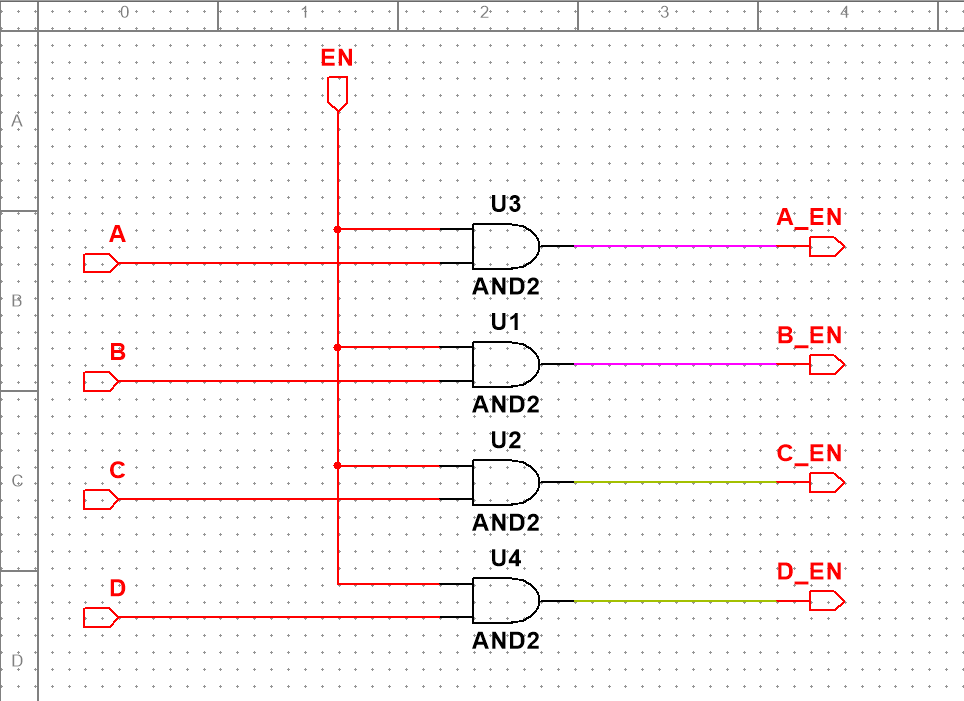 0 1 2 3 4
EN
A
U3
A_EN
A
AND2
B
U1
B_EN
B
AND2
U2
C_EN
C
C
AND2
U4
D_EN
D
AND2
D